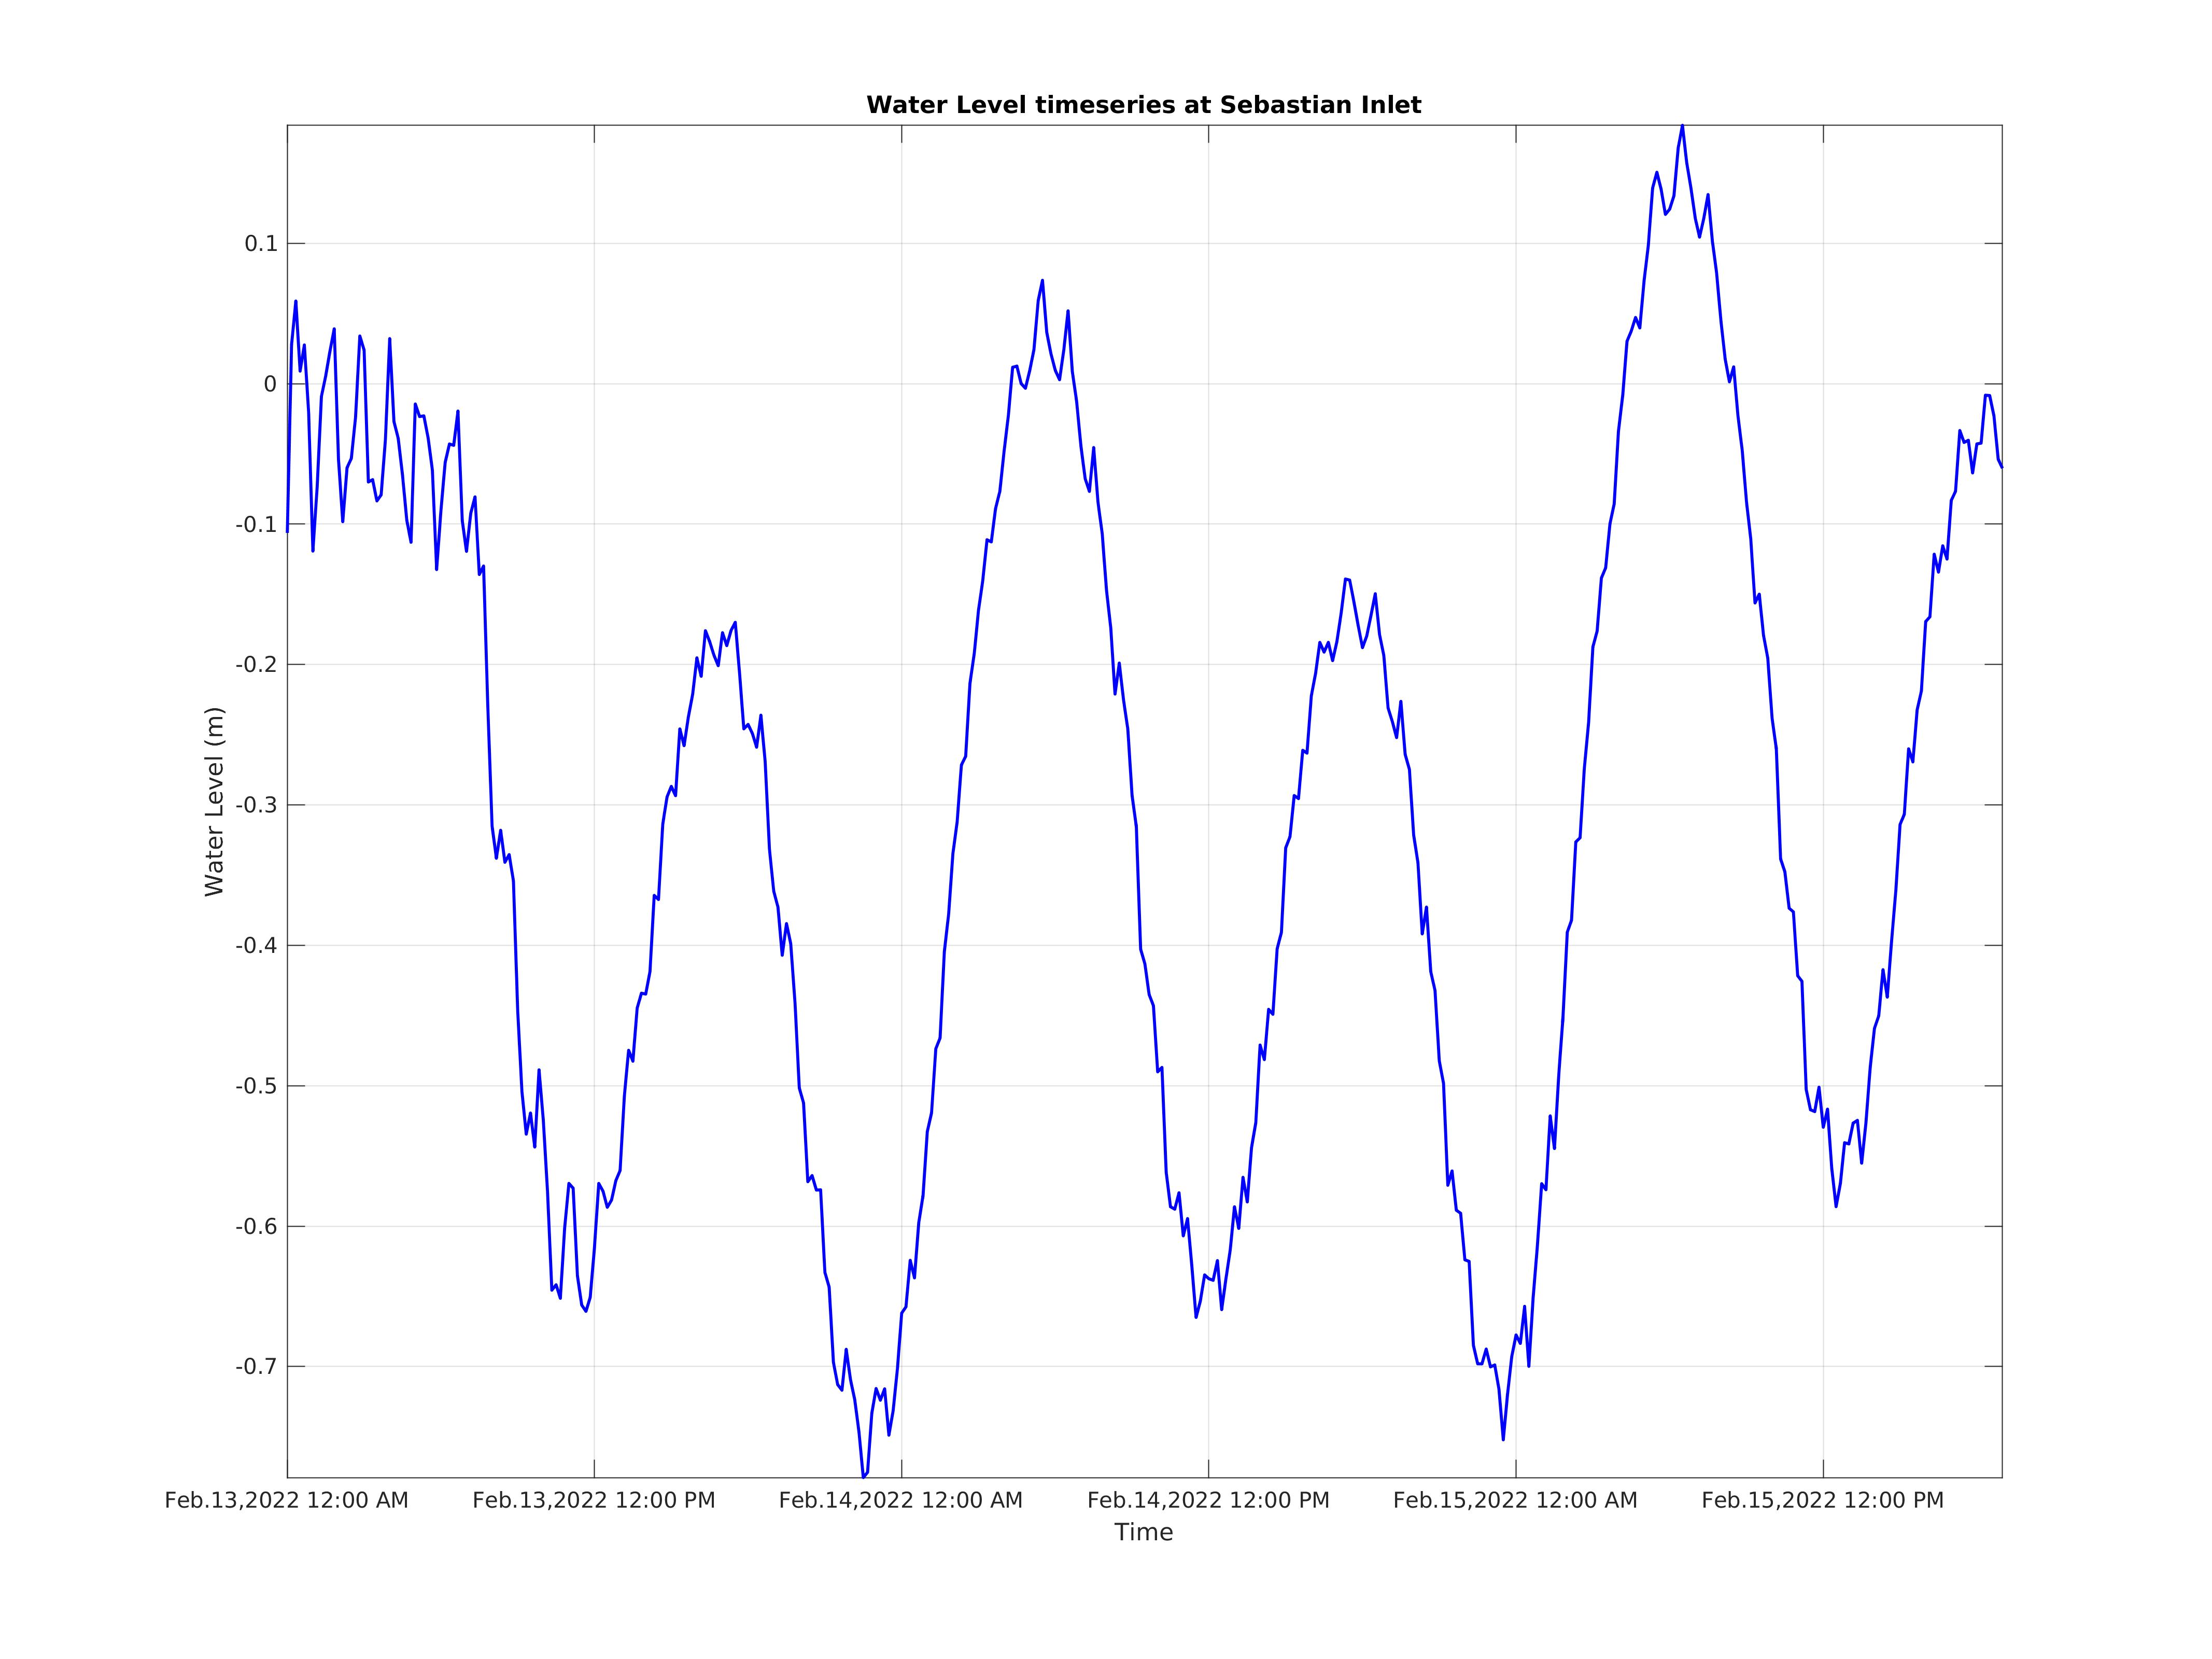 Water Level timeseries at Sebastian Inlet
0.1
0
-0.1
-0.2
-0.3
-0.4
-0.5
-0.6
-0.7
Water Level (m)
Feb.13,2022 12:00 AM
Feb.13,2022 12:00 PM
Feb.14,2022 12:00 AM
Feb.14,2022 12:00 PM
Feb.15,2022 12:00 AM
Feb.15,2022 12:00 PM
Time